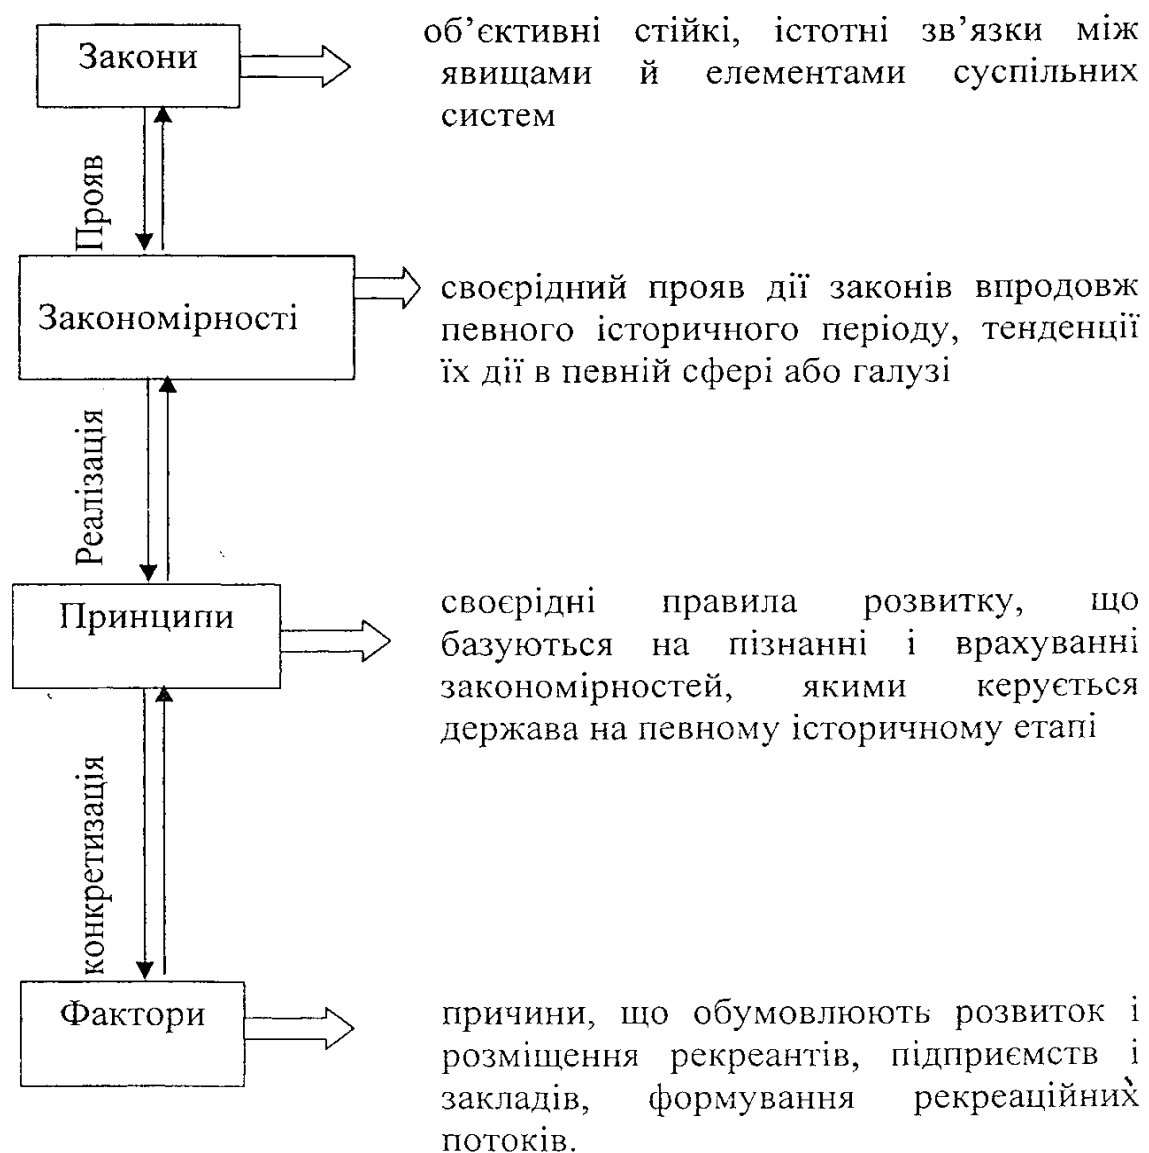 Закони
об’єктивні стійкі, істотні зв’язки між
явищами й елементами суспільних
систем
Прояв
Закономірності
своєрідний прояв дії законів впродовж
певного історичного періоду, тенденції
їх дії в певній сфері або галузі
Реалізація
Принципи
своєрідні правила розвитку, що
базуються на пізнанні і врахуванні
закономірностей, якими керується
держава на певному історичному етапі
конкретизація
Фактори
причини, що обумовлюють розвиток і
розміщення рекреантів, підприємств і
закладів, формування рекреаційних
потоків.